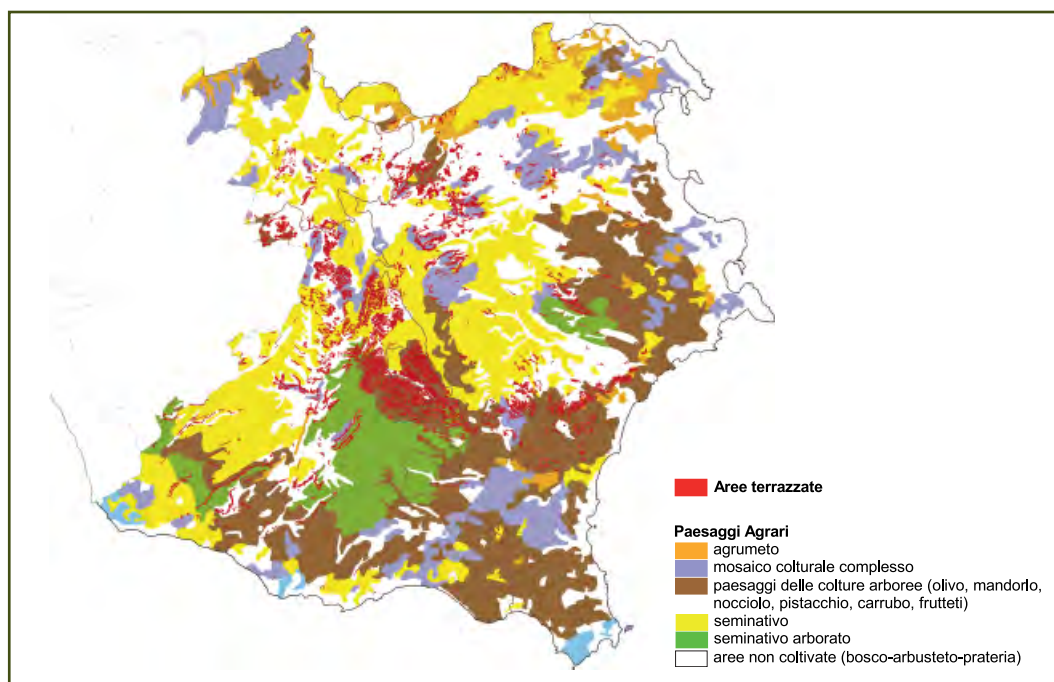 Aree terrazzate
Paesaggi Agrari
agrumeto
mosaico colturale complesso
paesaggi delle colture arboree (olivo, mandorlo,
nocciolo, pistacchio, carrubo, frutteti)
seminativo
seminativo arborato
aree non coltivate (bosco-arbusteto-prateria)